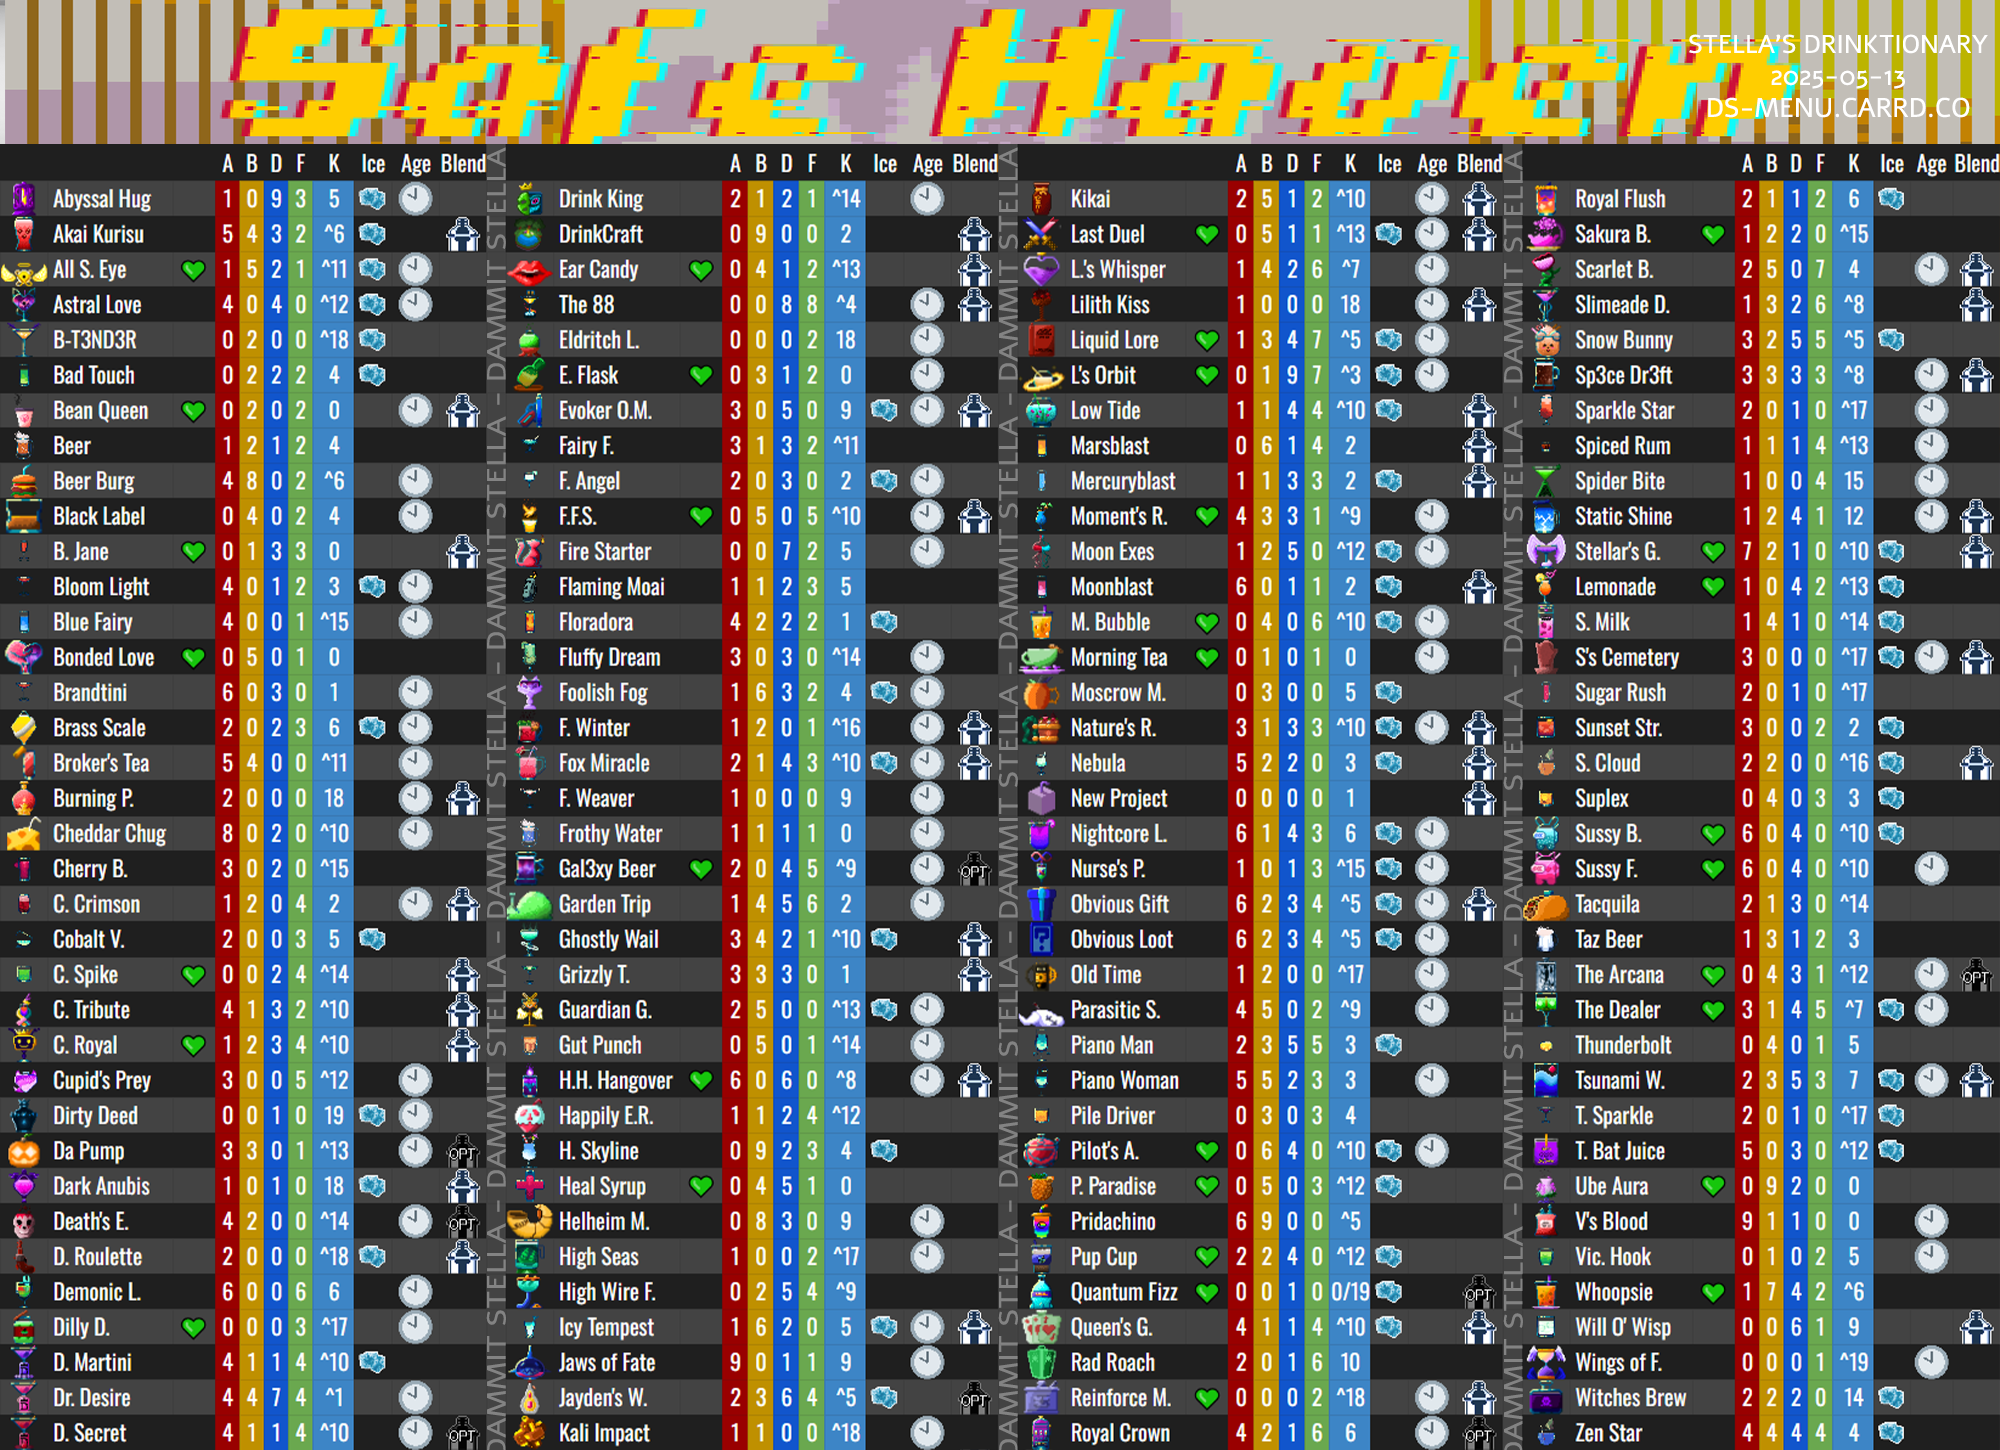 Safe Haven
STELLA'S DRINKTIONARY
2025-05-13
DS-MENU.CARRD.CO
A B D F K Ice Age Blend
Abyssal Hug 1 0 9 3 5
Akai Kurisu 5 4 3 2 ^6
All S. Eye 1 5 2 1 ^11
Astral Love 4 0 4 0 ^12
B-T3ND3R 0 2 0 0 ^18
Bad Touch 0 2 2 2 4
Bean Queen 0 2 0 2 0
Beer 1 2 1 2 4
Beer Burg 4 8 0 2 ^6
Black Label 0 4 0 2 4
B. Jane 0 1 3 3 0
Bloom Light 4 0 1 2 3
Blue Fairy 4 0 0 1 ^15
Bonded Love 0 5 0 1 0
Brandtini 6 0 3 0 1
Brass Scale 2 0 2 3 6
Broker's Tea 5 4 0 0 ^11
Burning P. 2 0 0 0 18
Cheddar Chug 8 0 2 0 ^10
Cherry B. 3 0 2 0 ^15
C. Crimson 1 2 0 4 2
Cobalt V. 2 0 0 3 5
C. Spike 0 0 2 4 ^14
C. Tribute 4 1 3 2 ^10
C. Royal 1 2 3 4 ^10
Cupid's Prey 3 0 0 5 ^12
Dirty Deed 0 0 1 0 19
Da Pump 3 3 0 1 ^13 OPT
Dark Anubis 1 0 1 0 18
Death's E. 4 2 0 0 ^14 OPT
D. Roulette 2 0 0 0 ^18
Demonic L. 6 0 0 6 6
Dilly D. 0 0 0 3 ^17
D. Martini 4 1 1 4 ^10
Dr. Desire 4 4 7 4 ^1
D. Secret 4 1 1 4 ^10 OPT
DAMMIT STELLA - DAMMIT STELLA - DAMMIT STELLA - DAMMIT STELLA
A B D F K Ice Age Blend
Drink King 2 1 2 1 ^14
DrinkCraft 0 9 0 0 2
Ear Candy 0 4 1 2 ^13
The 88 0 0 8 8 ^4
Eldritch L. 0 0 0 2 18
E. Flask 0 3 1 2 0
Evoker O.M. 3 0 5 0 9
Fairy F. 3 1 3 2 ^11
F. Angel 2 0 3 0 2
F.F.S. 0 5 0 5 ^10
Fire Starter 0 0 7 2 5
Flaming Moai 1 1 2 3 5
Floradora 4 2 2 2 1
Fluffy Dream 3 0 3 0 ^14
Foolish Fog 1 6 3 2 4
F. Winter 1 2 0 1 ^16
Fox Miracle 2 1 4 3 ^10
F. Weaver 1 0 0 0 9
Frothy Water 1 1 1 1 0
Gal3xy Beer 2 0 4 5 ^9 OPT
Garden Trip 1 4 5 6 2
Ghostly Wail 3 4 2 1 ^10
Grizzly T. 3 3 3 0 1
Guardian G. 2 5 0 0 ^13
Gut Punch 0 5 0 1 ^14
H.H. Hangover 6 0 6 0 ^8
Happily E.R. 1 1 2 4 ^12
H. Skyline 0 9 2 3 4
Heal Syrup 0 4 5 1 0
Helheim M. 0 8 3 0 9
High Seas 1 0 0 2 ^17
High Wire F. 0 2 5 4 ^9
Icy Tempest 1 6 2 0 5
Jaws of Fate 9 0 1 1 9
Jayden's W. 2 3 6 4 ^5 OPT
Kali Impact 1 1 0 0 ^18
DAMMIT STELLA - DAMMIT STELLA - DAMMIT STELLA - DAMMIT STELLA
A B D F K Ice Age Blend
Kikai 2 5 1 2 ^10
Last Duel 0 5 1 1 ^13
L.'s Whisper 1 4 2 6 ^7
Lilith Kiss 1 0 0 0 18
Liquid Lore 1 3 4 7 ^5
L's Orbit 0 1 9 7 ^3
Low Tide 1 1 4 4 ^10
Marsblast 0 6 1 4 2
Mercuryblast 1 1 3 3 2
Moment's R. 4 3 3 1 ^9
Moon Exes 1 2 5 0 ^12
Moonblast 6 0 1 1 2
M. Bubble 0 4 0 6 ^10
Morning Tea 0 1 0 1 0
Moscrow M. 0 3 0 0 5
Nature's R. 3 1 3 3 ^10
Nebula 5 2 2 0 3
New Project 0 0 0 0 1
Nightcore L. 6 1 4 3 6
Nurse's P. 1 0 1 3 ^15
Obvious Gift 6 2 3 4 ^5
Obvious Loot 6 2 3 4 ^5
Old Time 1 2 0 0 ^17
Parasitic S. 4 5 0 2 ^9
Piano Man 2 3 5 5 3
Piano Woman 5 5 2 3 3
Pile Driver 0 3 0 3 4
Pilot's A. 0 6 4 0 ^10
P. Paradise 0 5 0 3 ^12
Pridachino 6 9 0 0 ^5
Pup Cup 2 2 4 0 ^12
Quantum Fizz 0 0 1 0 0/19 OPT
Queen's G. 4 1 1 4 ^10
Rad Roach 2 0 1 6 10
Reinforce M. 0 0 0 2 ^18
Royal Crown 4 2 1 6 6 OPT
DAMMIT STELLA - DAMMIT STELLA - DAMMIT STELLA - DAMMIT STELLA
A B D F K Ice Age Blend
Royal Flush 2 1 1 2 6
Sakura B. 1 2 2 0 ^15
Scarlet B. 2 5 0 7 4
Slimeade D. 1 3 2 6 ^8
Snow Bunny 3 2 5 5 ^5
Sp3ce Dr3ft 3 3 3 3 ^8
Sparkle Star 2 0 1 0 ^17
Spiced Rum 1 1 1 4 ^13
Spider Bite 1 0 0 4 15
Static Shine 1 2 4 1 12
Stellar's G. 7 2 1 0 ^10
Lemonade 1 0 4 2 ^13
S. Milk 1 4 1 0 ^14
S's Cemetery 3 0 0 0 ^17
Sugar Rush 2 0 1 0 ^17
Sunset Str. 3 0 0 2 2
S. Cloud 2 2 0 0 ^16
Suplex 0 4 0 3 3
Sussy B. 6 0 4 0 ^10
Sussy F. 6 0 4 0 ^10
Tacquila 2 1 3 0 ^14
Taz Beer 1 3 1 2 3
The Arcana 0 4 3 1 ^12 OPT
The Dealer 3 1 4 5 ^7
Thunderbolt 0 4 0 1 5
Tsunami W. 2 3 5 3 7
T. Sparkle 2 0 1 0 ^17
T. Bat Juice 5 0 3 0 ^12
Ube Aura 0 9 2 0 0
V's Blood 9 1 1 0 0
Vic. Hook 0 1 0 2 5
Whoopsie 1 7 4 2 ^6
Will O' Wisp 0 0 6 1 9
Wings of F. 0 0 0 1 ^19
Witches Brew 2 2 2 0 14
Zen Star 4 4 4 4 4